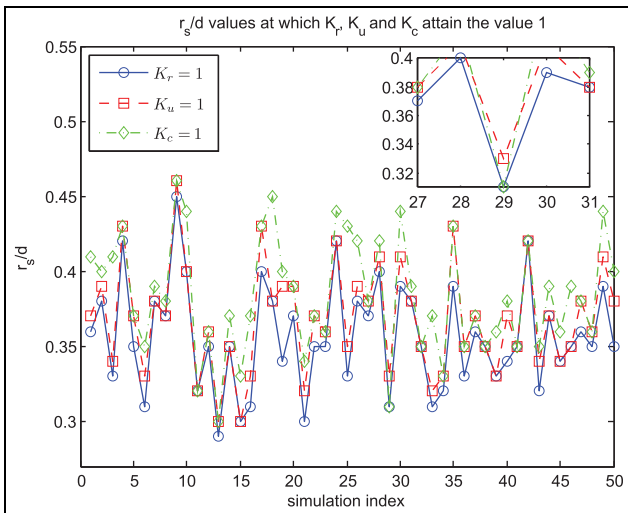 r_s/d values at which K_r, K_u and K_c attain the value 1
0.55
0.5
0.45
0.4
0.35
0.3
r_s/d
K_r = 1
K_u = 1
K_c = 1
0.4
0.38
0.36
0.34
0.32
27 28 29 30 31
0 5 10 15 20 25 30 35 40 45 50
simulation index